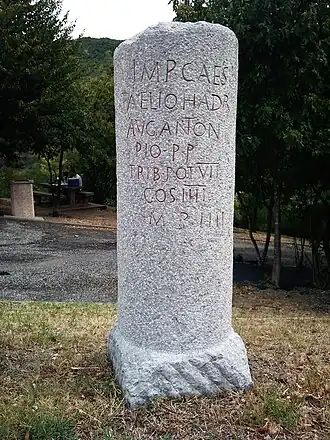 IMP CAES
AELIO HADR
AVG ANTON
PIO P P
TRIB POT VII
COS IIII
M P IIII